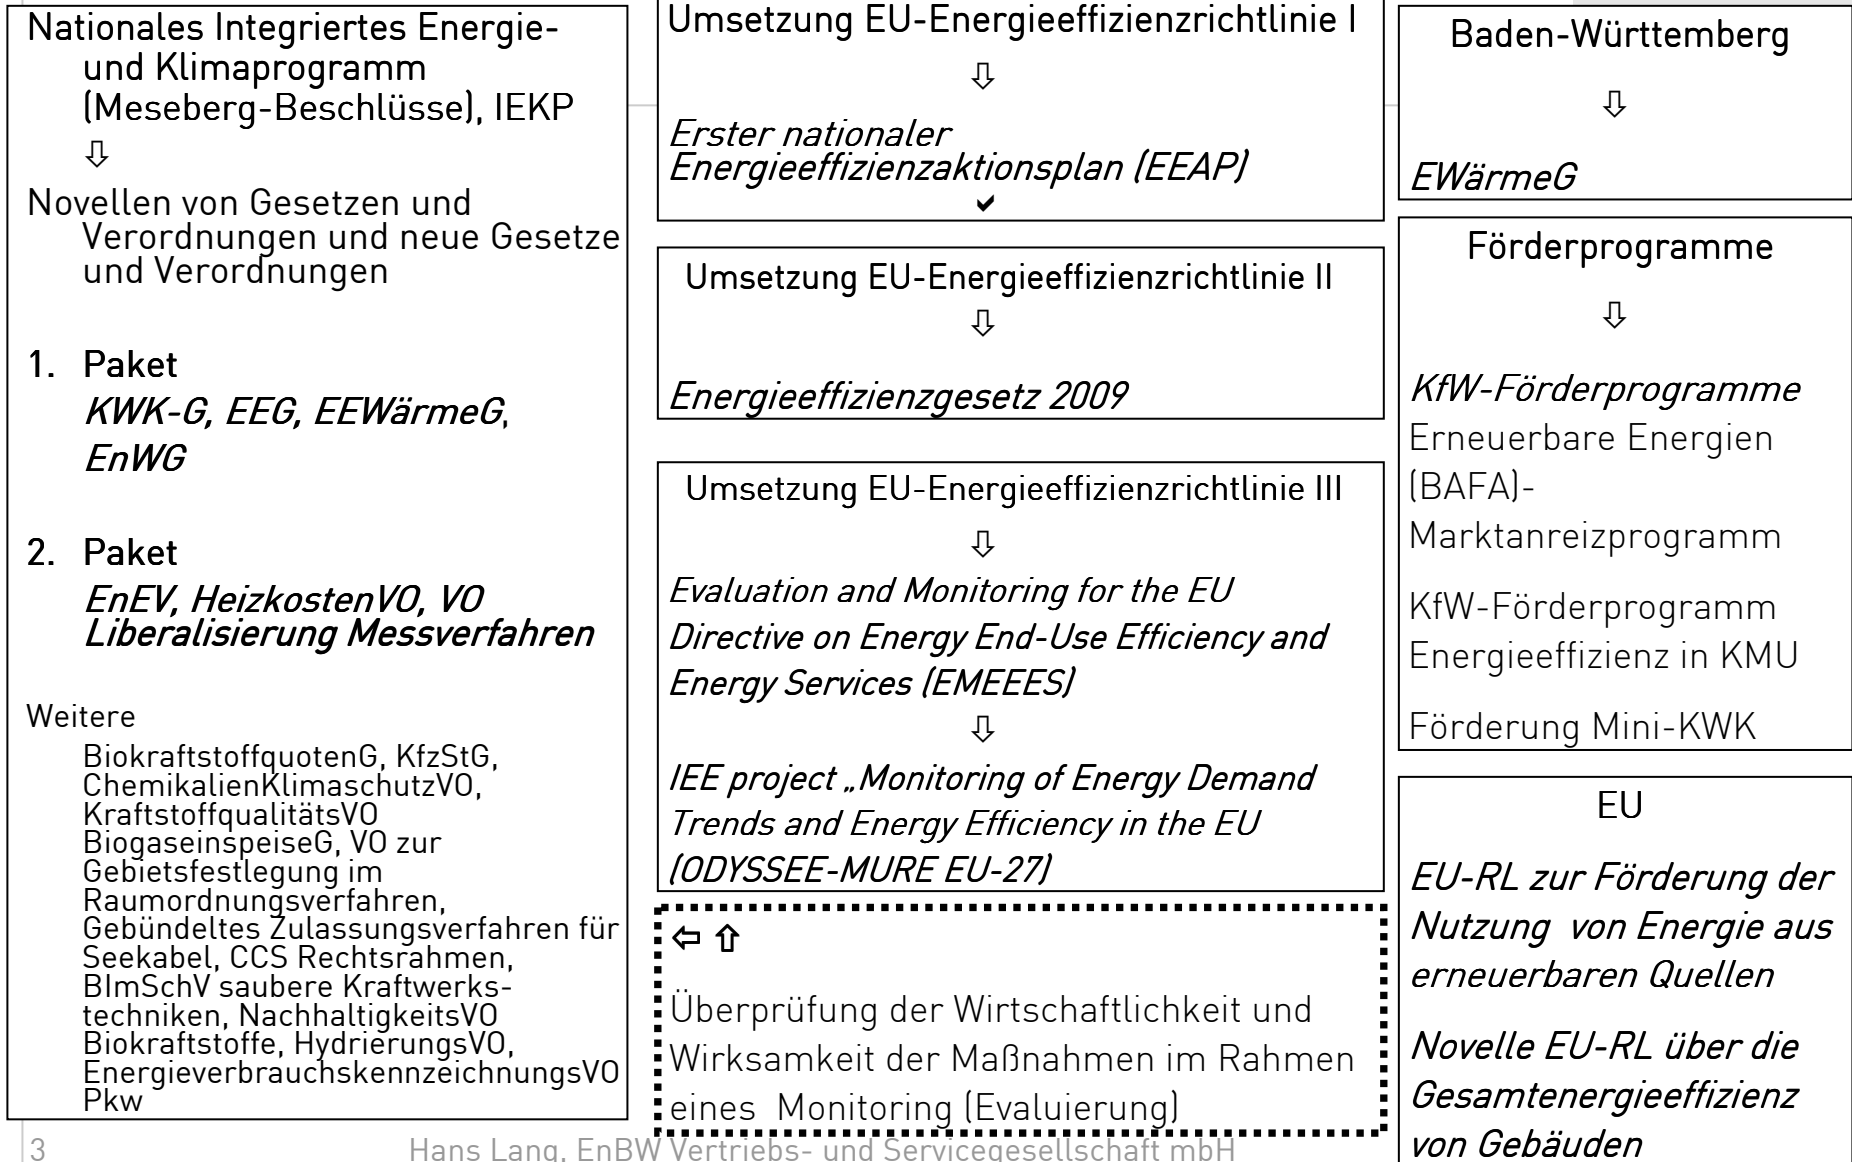 Nationales Integriertes Energie-
und Klimaprogramm
(Meseberg-Beschlüsse), IEKP
⇩
Novellen von Gesetzen und
Verordnungen und neue Gesetze
und Verordnungen
1. Paket
KWK-G, EEG, EEWärmeG,
EnWG
2. Paket
EnEV, HeizkostenVO, VO
Liberalisierung Messverfahren
Weitere
BiokraftstoffquotenG, KfzStG,
ChemikalienKlimaschutzVO,
KraftstoffqualitätsVO
BiogaseinspeiseG, VO zur
Gebietsfestlegung im
Raumordnungsverfahren,
Gebündeltes Zulassungsverfahren für
Seekabel, CCS Rechtsrahmen,
BImSchV saubere Kraftwerks-
techniken, NachhaltigkeitsVO
Biokraftstoffe, HydrierungsVO,
EnergieverbrauchskennzeichnungsVO
Pkw
Umsetzung EU-Energieeffizienzrichtlinie I
⇩
Erster nationaler
Energieeffizienzaktionsplan (EEAP)
✔
Umsetzung EU-Energieeffizienzrichtlinie II
⇩
Energieeffizienzgesetz 2009
Umsetzung EU-Energieeffizienzrichtlinie III
⇩
Evaluation and Monitoring for the EU
Directive on Energy End-Use Efficiency and
Energy Services (EMEEES)
⇩
IEE project „Monitoring of Energy Demand
Trends and Energy Efficiency in the EU
(ODYSSEE-MURE EU-27)
⇦ ⇧
Überprüfung der Wirtschaftlichkeit und
Wirksamkeit der Maßnahmen im Rahmen
eines Monitoring (Evaluierung)
Baden-Württemberg
⇩
EWärmeG
Förderprogramme
⇩
KfW-Förderprogramme
Erneuerbare Energien
(BAFA)-
Marktanreizprogramm
KfW-Förderprogramm
Energieeffizienz in KMU
Förderung Mini-KWK
EU
EU-RL zur Förderung der
Nutzung von Energie aus
erneuerbaren Quellen
Novelle EU-RL über die
Gesamtenergieeffizienz
von Gebäuden
3
Hans Lang, EnBW Vertriebs- und Servicegesellschaft mbH